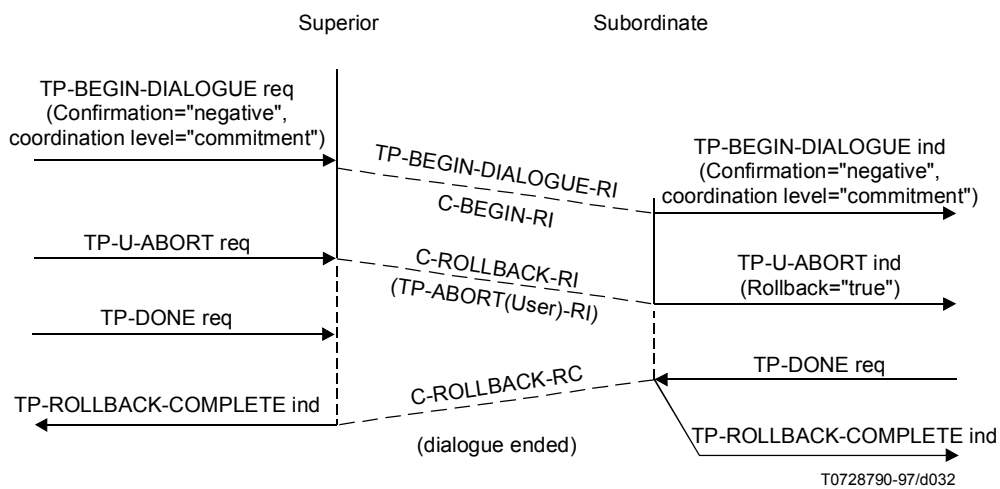 Superior
Subordinate
TP-BEGIN-DIALOGUE req
(Confirmation="negative",
coordination level="commitment")
TP-BEGIN-DIALOGUE-RI
C-BEGIN-RI
TP-BEGIN-DIALOGUE ind
(Confirmation="negative",
coordination level="commitment")
TP-U-ABORT req
C-ROLLBACK-RI
(TP-ABORT(User)-RI)
TP-U-ABORT ind
(Rollback="true")
TP-DONE req
TP-DONE req
C-ROLLBACK-RC
TP-ROLLBACK-COMPLETE ind
(dialogue ended)
TP-ROLLBACK-COMPLETE ind
T0728790-97/d032